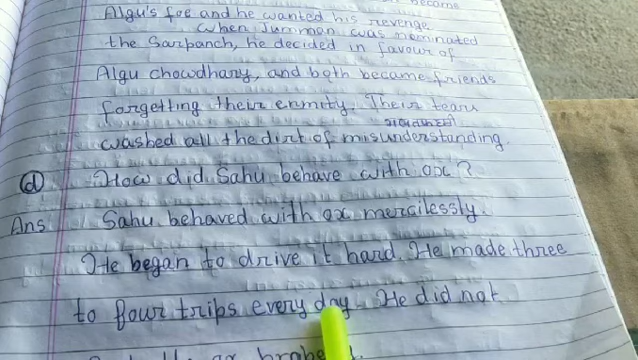 become
Algu's foe and he wanted his revenge.
When Jummon was nominated
the Sarpanch, he decided in favour of
Algu chowdhary, and both became friends
forgetting their enmity. Their tears
washed all the dirt of misunderstanding.
(d) How did Sahu behave with ox?
Ans Sahu behaved with ox mercilessly.
He began to drive it hard. He made three
to four trips every day. He did not